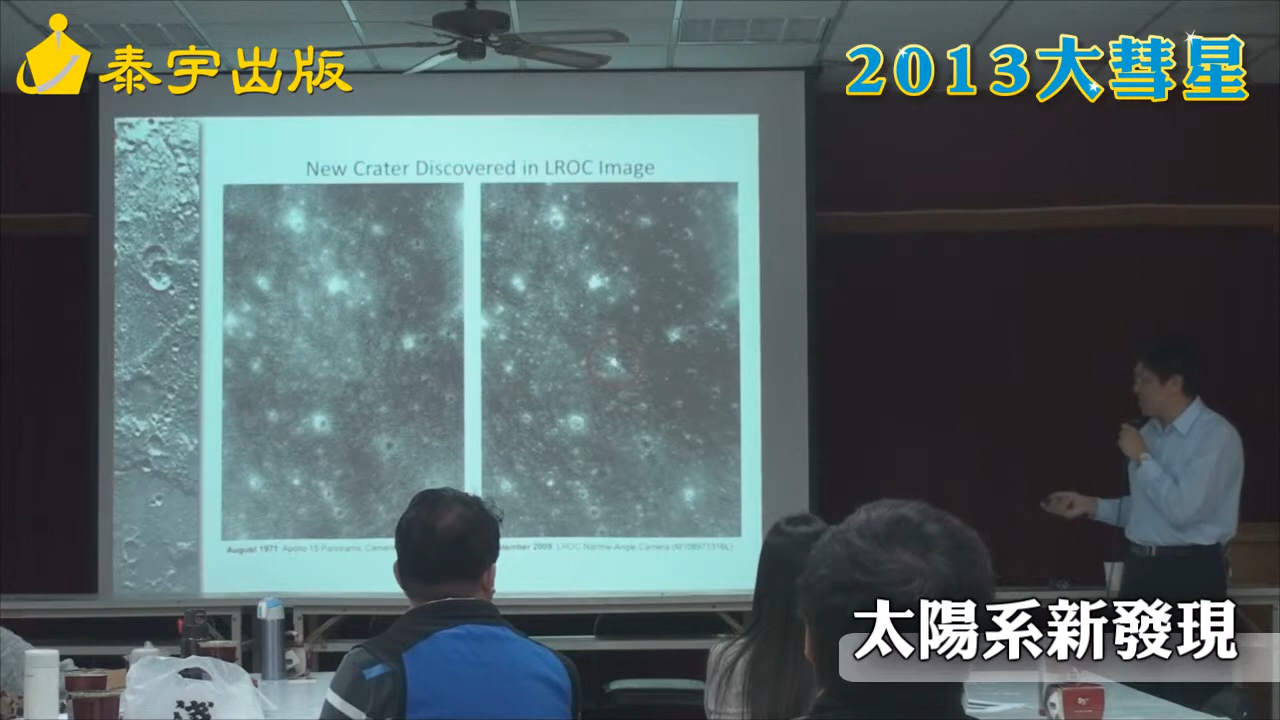 泰宇出版
2013大彗星
New Crater Discovered in LROC Image
August 1971: Apollo 15 Panoramic Camera
2009: LROC Narrow-Angle Camera
太陽系新發現